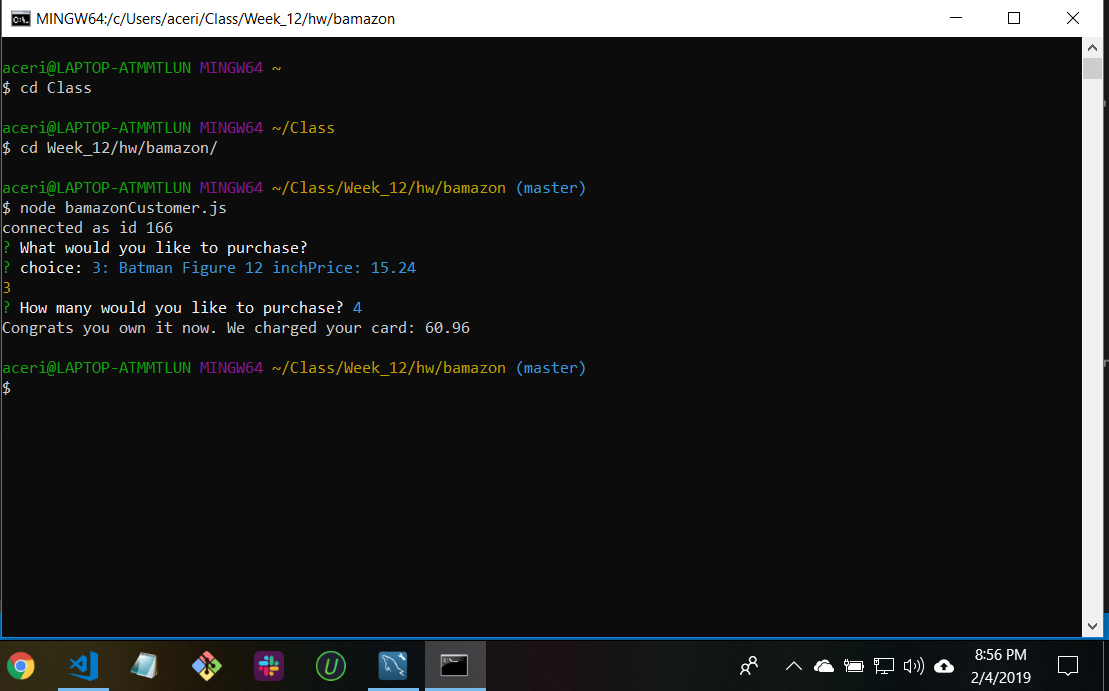 MINGW64:/c/Users/aceri/Class/Week_12/hw/bamazon
aceri@LAPTOP-ATMMTLUN MINGW64 ~
$ cd Class
aceri@LAPTOP-ATMMTLUN MINGW64 ~/Class
$ cd Week_12/hw/bamazon/
aceri@LAPTOP-ATMMTLUN MINGW64 ~/Class/Week_12/hw/bamazon (master)
$ node bamazonCustomer.js
connected as id 166
? What would you like to purchase?
? choice: 3: Batman Figure 12 inchPrice: 15.24
3
? How many would you like to purchase? 4
Congrats you own it now. We charged your card: 60.96
aceri@LAPTOP-ATMMTLUN MINGW64 ~/Class/Week_12/hw/bamazon (master)
$
8:56 PM
2/4/2019